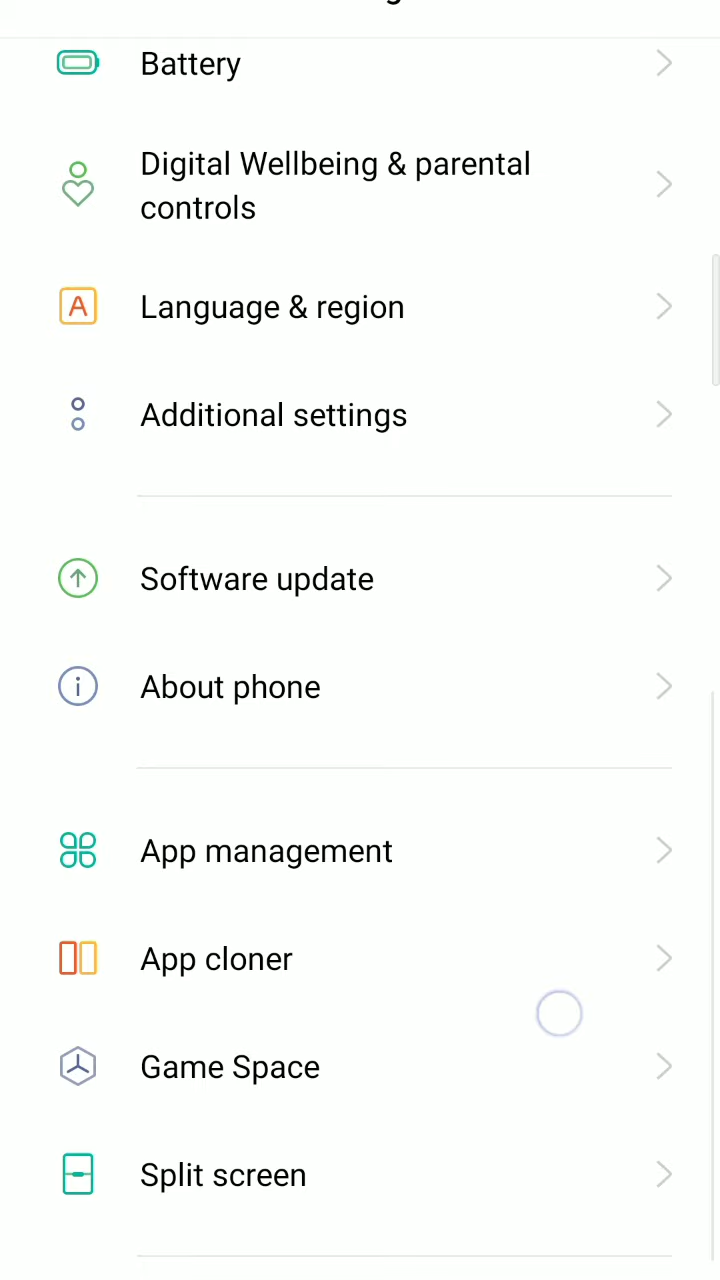 Battery
Digital Wellbeing & parental
controls
A
Language & region
Additional settings
Software update
About phone
App management
App cloner
Game Space
Split screen